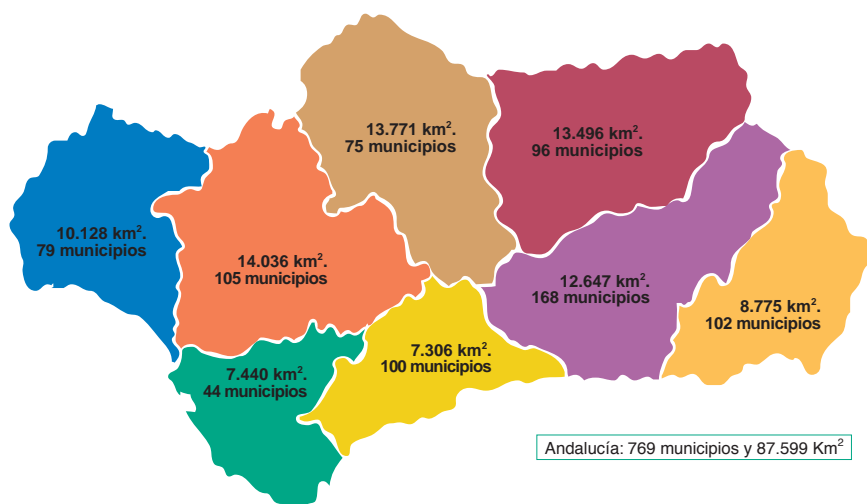 13.771 km².
75 municipios
13.496 km².
96 municipios
10.128 km².
79 municipios
14.036 km².
105 municipios
12.647 km².
168 municipios
8.775 km².
102 municipios
7.306 km².
100 municipios
7.440 km².
44 municipios
Andalucía: 769 municipios y 87.599 Km²